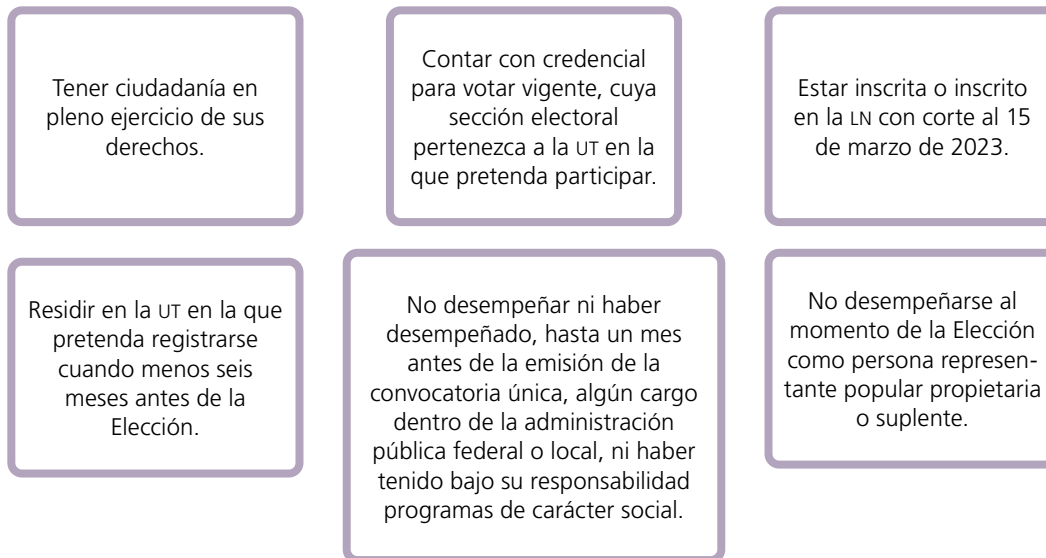 Tener ciudadanía en
pleno ejercicio de sus
derechos.
Contar con credencial
para votar vigente, cuya
sección electoral
pertenezca a la UT en la
que pretenda participar.
Estar inscrita o inscrito
en la LN con corte al 15
de marzo de 2023.
Residir en la UT en la que
pretenda registrarse
cuando menos seis
meses antes de la
Elección.
No desempeñar ni haber
desempeñado, hasta un mes
antes de la emisión de la
convocatoria única, algún cargo
dentro de la administración
pública federal o local, ni haber
tenido bajo su responsabilidad
programas de carácter social.
No desempeñarse al
momento de la Elección
como persona represen-
tante popular propietaria
o suplente.